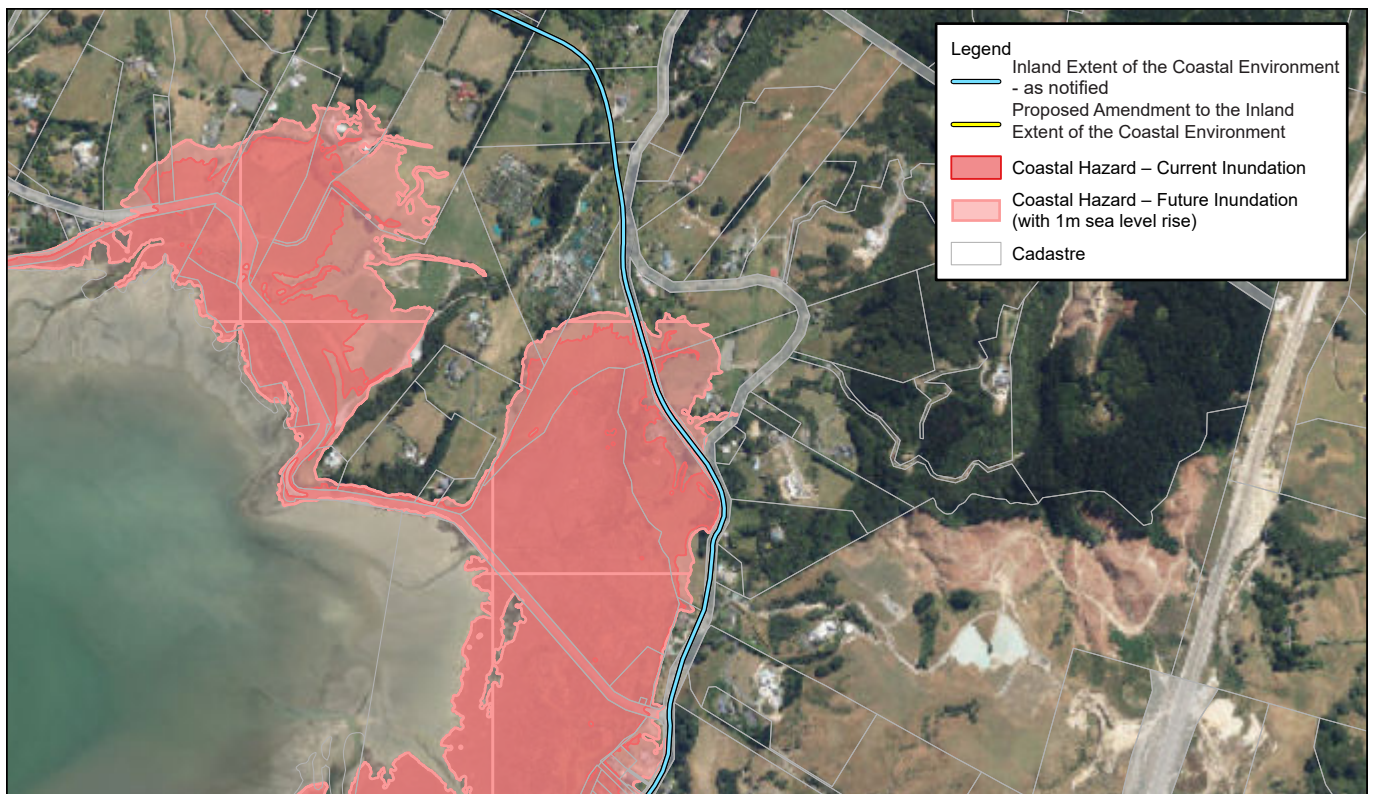 Legend
Inland Extent of the Coastal Environment
- as notified
Proposed Amendment to the Inland
Extent of the Coastal Environment
Coastal Hazard – Current Inundation
Coastal Hazard – Future Inundation
(with 1m sea level rise)
Cadastre